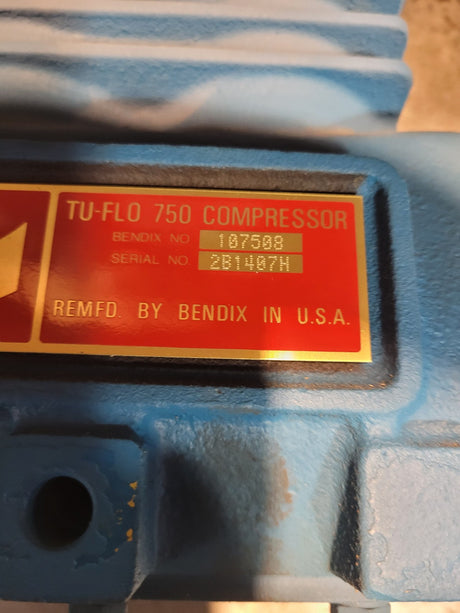 TU-FLO 750 COMPRESSOR
BENDIX NO 107508
SERIAL NO. 2B1407H
REMFD. BY BENDIX IN U.S.A.